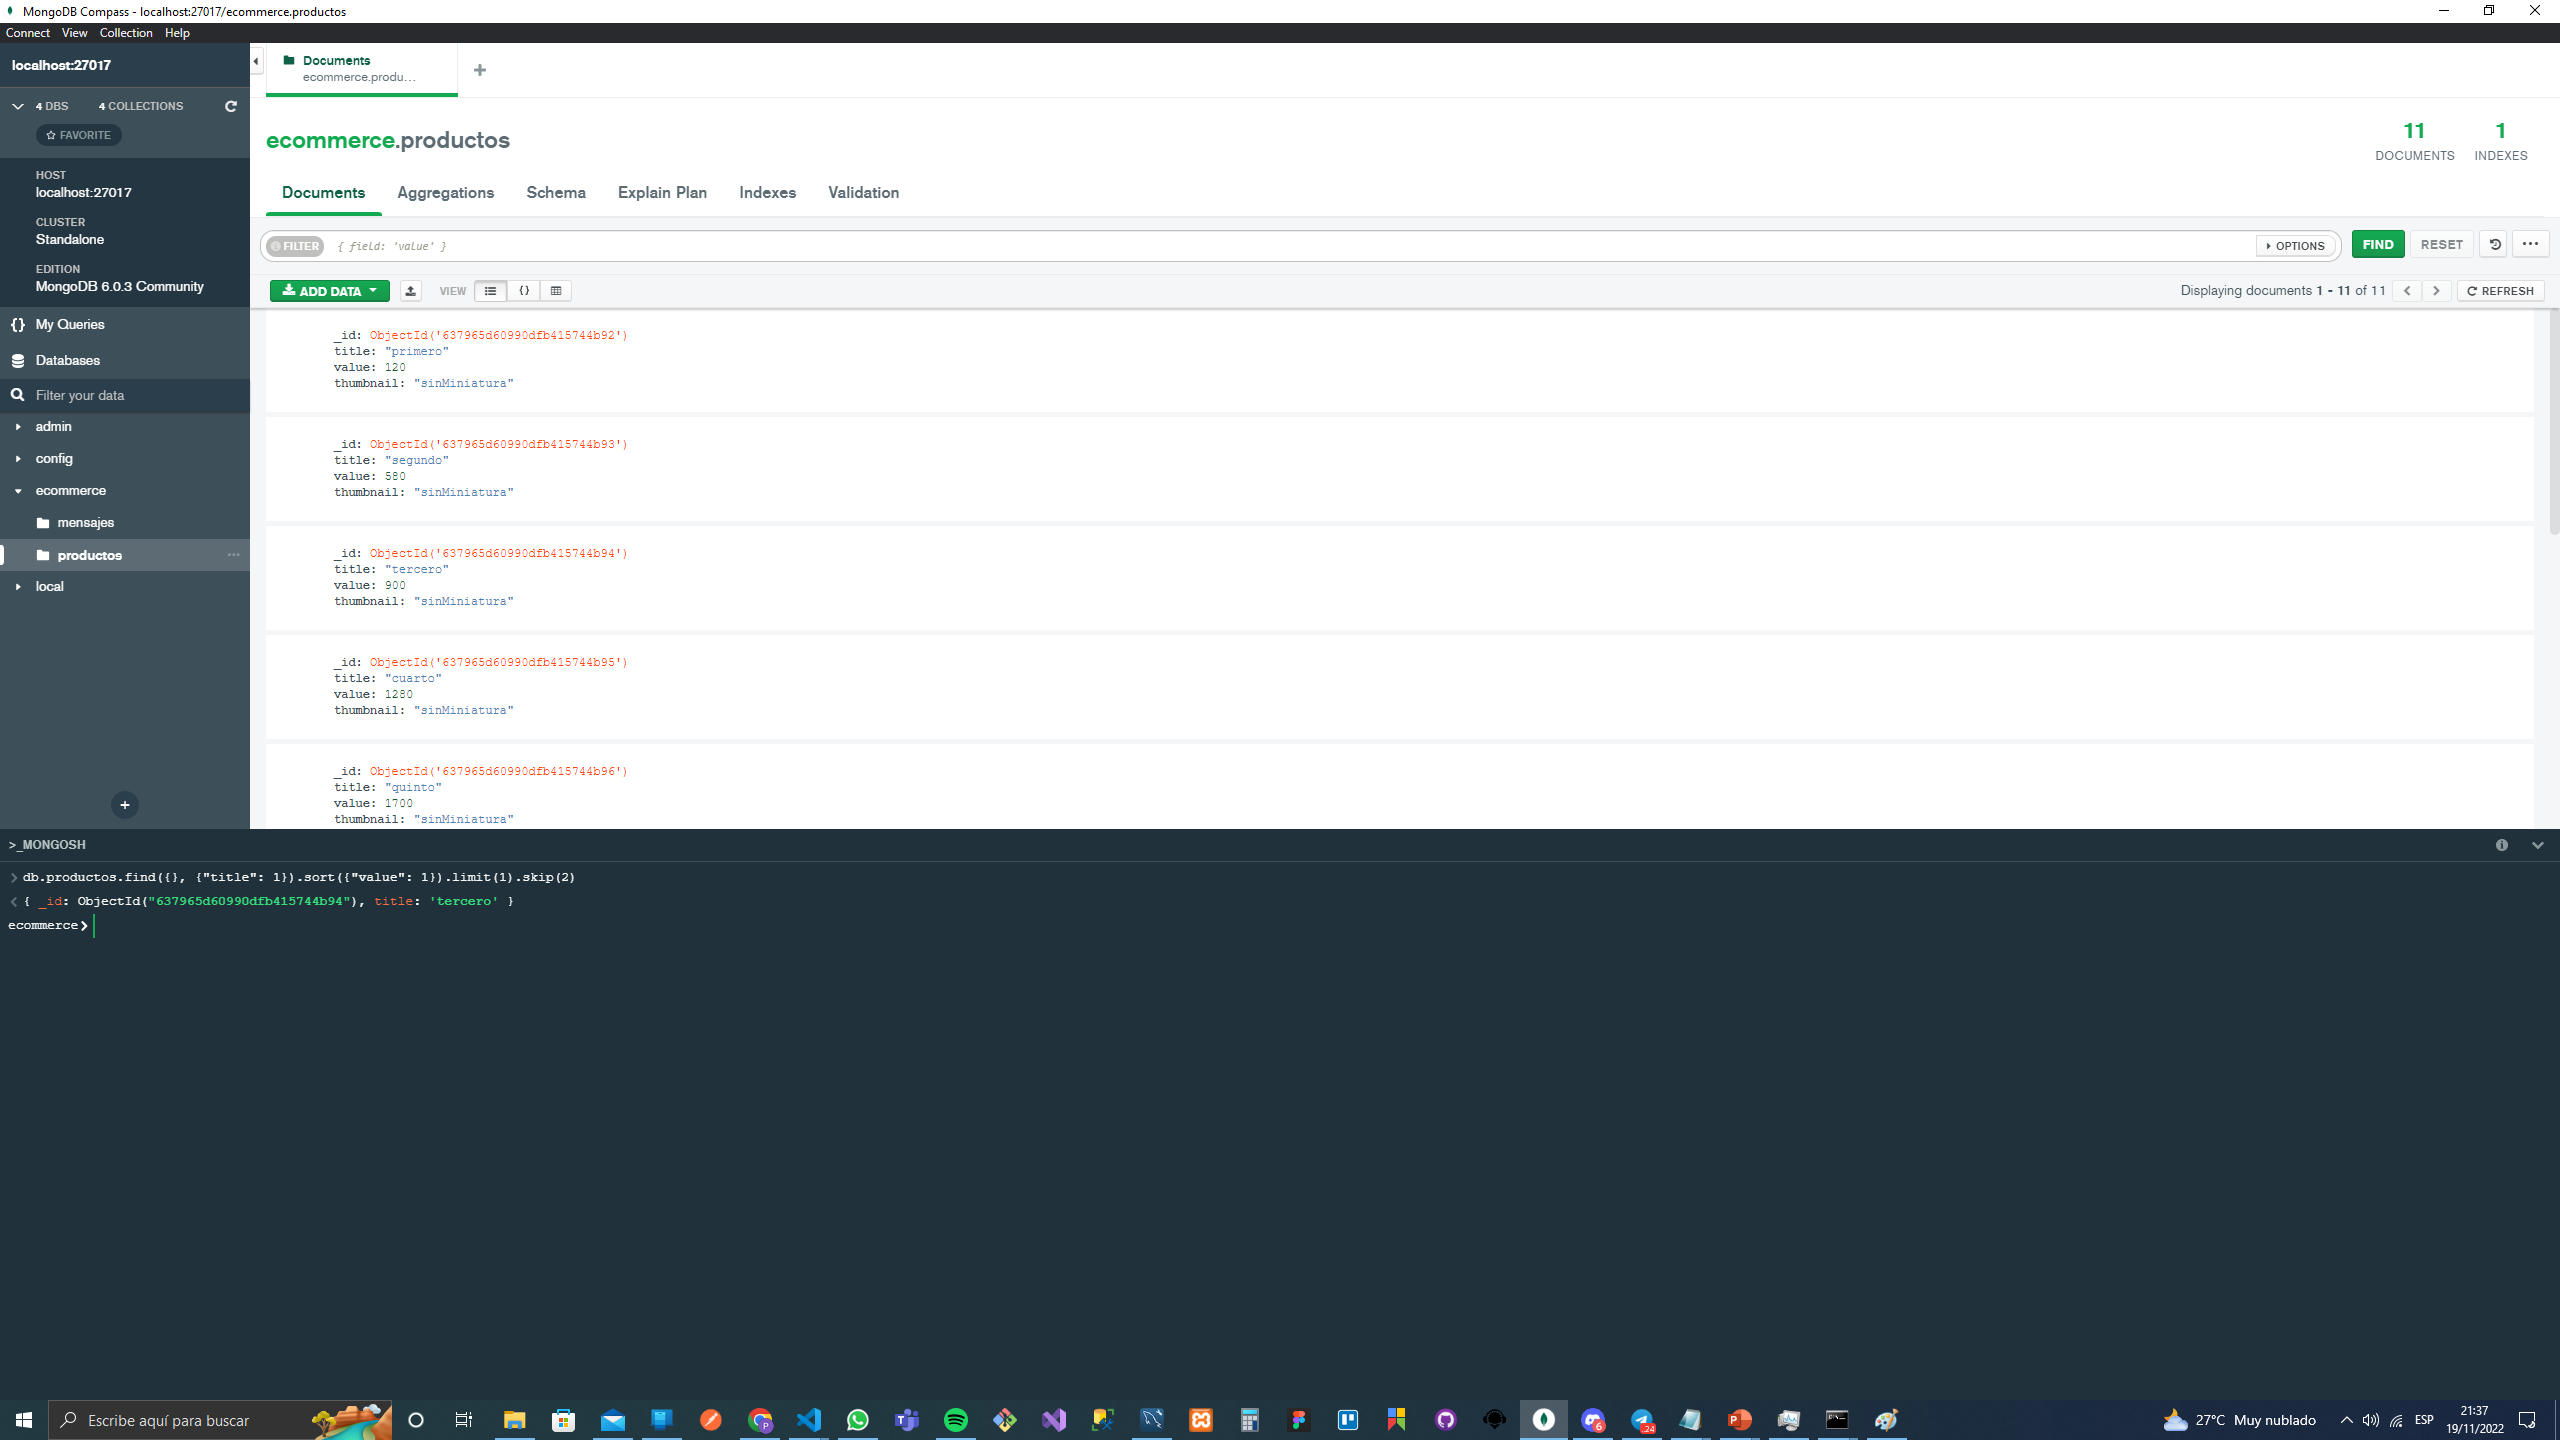 MongoDB Compass - localhost:27017/ecommerce.productos
Connect View Collection Help
localhost:27017
4 DBS 4 COLLECTIONS
FAVORITE
HOST
localhost:27017
CLUSTER
Standalone
EDITION
MongoDB 6.0.3 Community
My Queries
Databases
Filter your data
admin
config
ecommerce
mensajes
productos
local
Documents
ecommerce.produ...
ecommerce.productos
11
DOCUMENTS
1
INDEXES
Documents Aggregations Schema Explain Plan Indexes Validation
FILTER { field: 'value' } OPTIONS FIND RESET
ADD DATA VIEW Displaying documents 1 - 11 of 11 REFRESH
_id: ObjectId('637965d60990dfb415744b92')
title: "primero"
value: 120
thumbnail: "sinMiniatura"
_id: ObjectId('637965d60990dfb415744b93')
title: "segundo"
value: 580
thumbnail: "sinMiniatura"
_id: ObjectId('637965d60990dfb415744b94')
title: "tercero"
value: 900
thumbnail: "sinMiniatura"
_id: ObjectId('637965d60990dfb415744b95')
title: "cuarto"
value: 1280
thumbnail: "sinMiniatura"
_id: ObjectId('637965d60990dfb415744b96')
title: "quinto"
value: 1700
thumbnail: "sinMiniatura"
>_MONGOSH
> db.productos.find({}, {"title": 1}).sort({"value": 1}).limit(1).skip(2)
< { _id: ObjectId("637965d60990dfb415744b94"), title: 'tercero' }
ecommerce>
Escribe aquí para buscar
6
24
27°C Muy nublado
ESP
21:37
19/11/2022